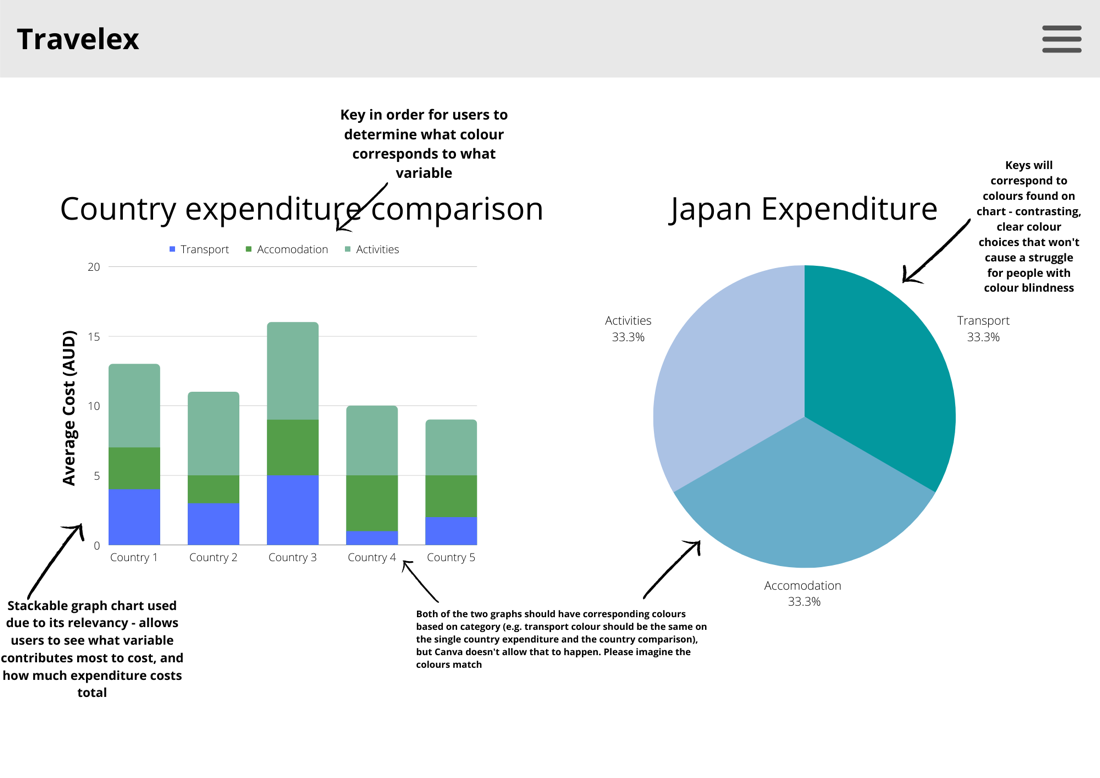 Travelex
Key in order for users to
determine what colour
corresponds to what
variable
Country expenditure comparison
Transport Accomodation Activities
20
15
10
5
0
Average Cost (AUD)
Country 1 Country 2 Country 3 Country 4 Country 5
Stackable graph chart used
due to its relevancy - allows
users to see what variable
contributes most to cost, and
how much expenditure costs
total
Both of the two graphs should have corresponding colours
based on category (e.g. transport colour should be the same on
the single country expenditure and the country comparison),
but Canva doesn't allow that to happen. Please imagine the
colours match
Japan Expenditure
Keys will
correspond to
colours found on
chart - contrasting,
clear colour
choices that won't
cause a struggle
for people with
colour blindness
Activities
33.3%
Transport
33.3%
Accomodation
33.3%